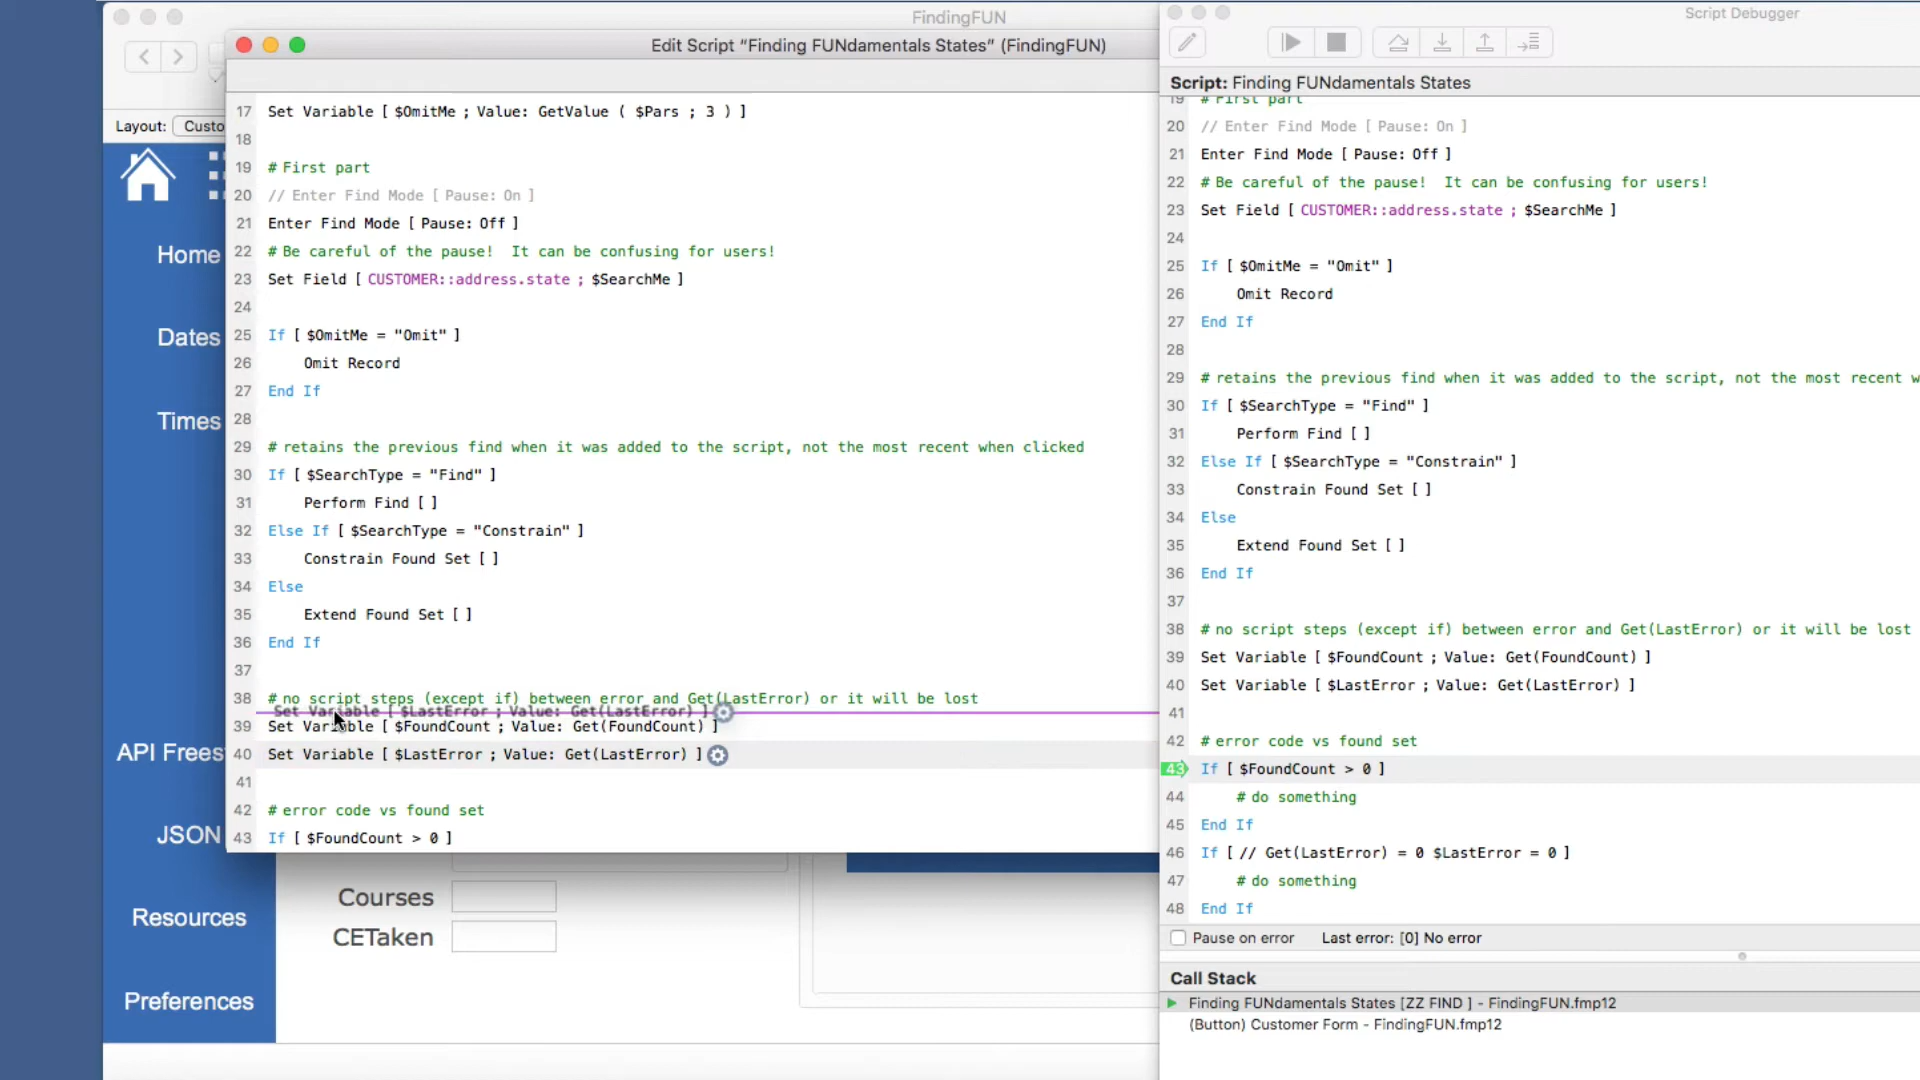 FindingFUN
Edit Script “Finding FUNdamentals States” (FindingFUN)
Layout: Custo
Home
Dates
Times
API Frees
JSON
Resources
Preferences
17 Set Variable [ $OmitMe ; Value: GetValue ( $Pars ; 3 ) ]
18
19 # First part
20 // Enter Find Mode [ Pause: On ]
21 Enter Find Mode [ Pause: Off ]
22 # Be careful of the pause!  It can be confusing for users!
23 Set Field [ CUSTOMER::address.state ; $SearchMe ]
24
25 If [ $OmitMe = "Omit" ]
26 Omit Record
27 End If
28
29 # retains the previous find when it was added to the script, not the most recent when clicked
30 If [ $SearchType = "Find" ]
31 Perform Find [ ]
32 Else If [ $SearchType = "Constrain" ]
33 Constrain Found Set [ ]
34 Else
35 Extend Found Set [ ]
36 End If
37
38 # no script steps (except if) between error and Get(LastError) or it will be lost
Set Variable [ $LastError ; Value: Get(LastError) ]
39 Set Variable [ $FoundCount ; Value: Get(FoundCount) ]
40 Set Variable [ $LastError ; Value: Get(LastError) ]
41
42 # error code vs found set
43 If [ $FoundCount > 0 ]
Courses
CETaken
Script Debugger
Script: Finding FUNdamentals States
19 # First part
20 // Enter Find Mode [ Pause: On ]
21 Enter Find Mode [ Pause: Off ]
22 # Be careful of the pause!  It can be confusing for users!
23 Set Field [ CUSTOMER::address.state ; $SearchMe ]
24
25 If [ $OmitMe = "Omit" ]
26 Omit Record
27 End If
28
29 # retains the previous find when it was added to the script, not the most recent w
30 If [ $SearchType = "Find" ]
31 Perform Find [ ]
32 Else If [ $SearchType = "Constrain" ]
33 Constrain Found Set [ ]
34 Else
35 Extend Found Set [ ]
36 End If
37
38 # no script steps (except if) between error and Get(LastError) or it will be lost
39 Set Variable [ $FoundCount ; Value: Get(FoundCount) ]
40 Set Variable [ $LastError ; Value: Get(LastError) ]
41
42 # error code vs found set
43 If [ $FoundCount > 0 ]
44 # do something
45 End If
46 If [ // Get(LastError) = 0 $LastError = 0 ]
47 # do something
48 End If
Pause on error Last error: [0] No error
Call Stack
Finding FUNdamentals States [ZZ FIND ] - FindingFUN.fmp12
(Button) Customer Form - FindingFUN.fmp12